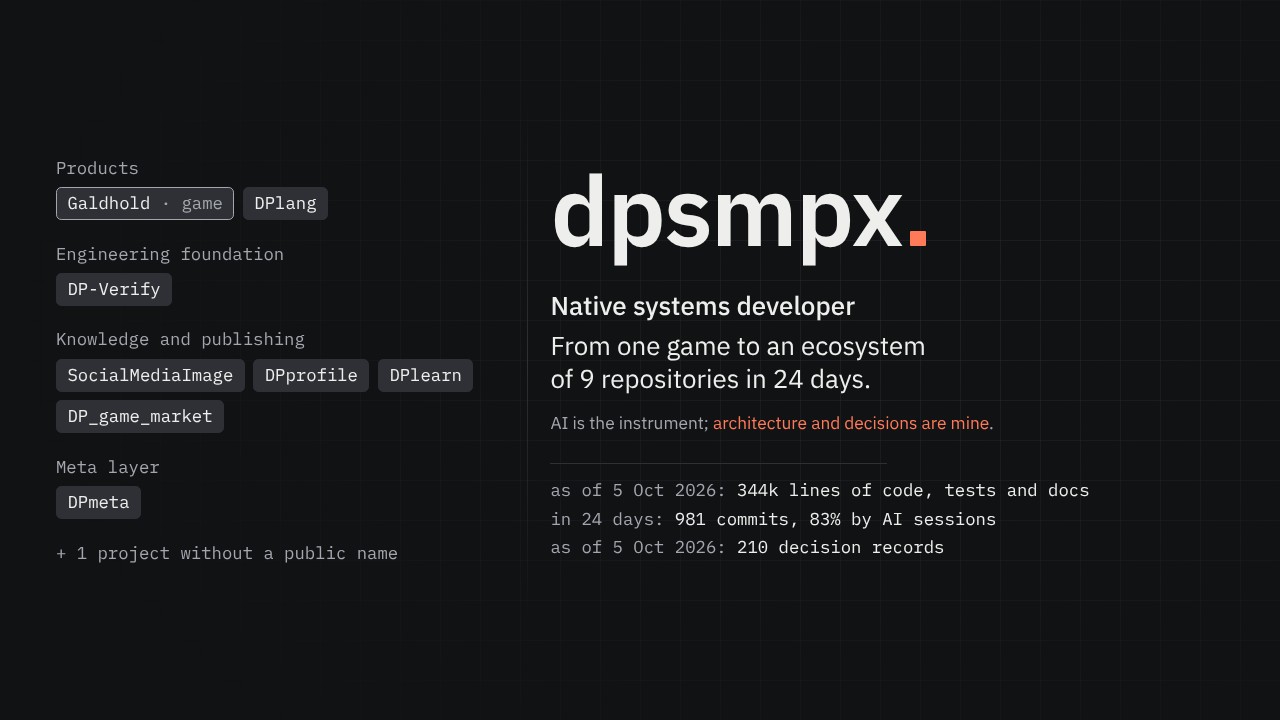 Products
Galdhold · game DPlang
Engineering foundation
DP-Verify
Knowledge and publishing
SocialMediaImage DPprofile DPlearn
DP_game_market
Meta layer
DPmeta
+ 1 project without a public name
dpsmpx.
Native systems developer
From one game to an ecosystem
of 9 repositories in 24 days.
AI is the instrument; architecture and decisions are mine.
as of 5 Oct 2026: 344k lines of code, tests and docs
in 24 days: 981 commits, 83% by AI sessions
as of 5 Oct 2026: 210 decision records